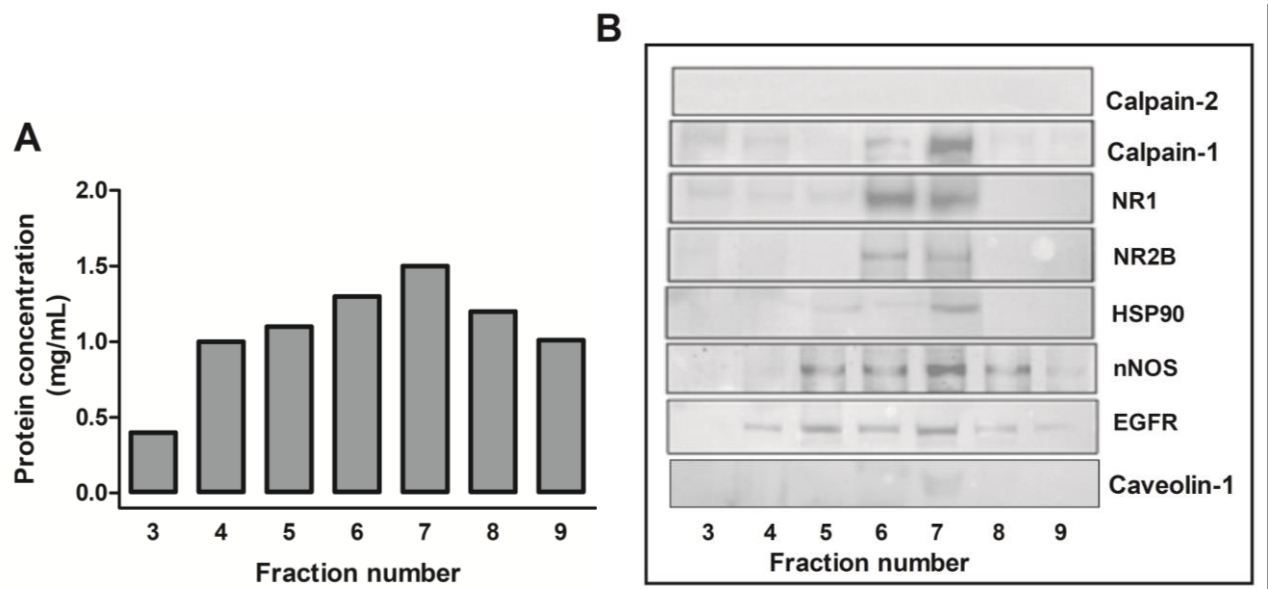 A
Protein concentration
(mg/mL)
2.0
1.5
1.0
0.5
0.0
3 4 5 6 7 8 9
Fraction number
B
Calpain-2
Calpain-1
NR1
NR2B
HSP90
nNOS
EGFR
Caveolin-1
3 4 5 6 7 8 9
Fraction number